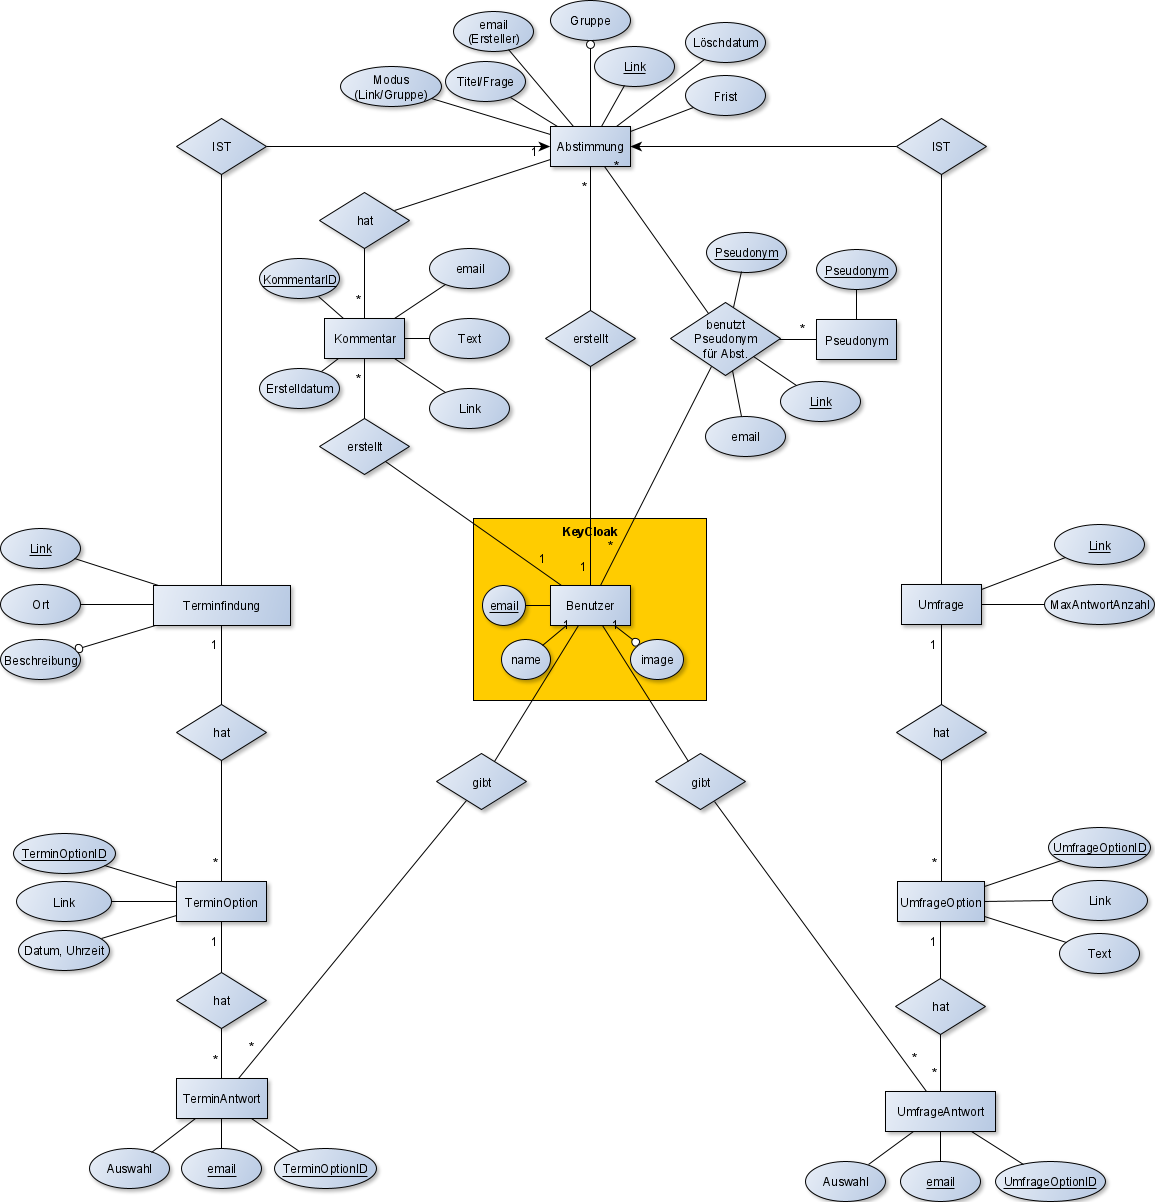 Gruppe
email
(Ersteller)
Löschdatum
Link
Modus
(Link/Gruppe)
Titel/Frage
Frist
IST
1
Abstimmung
*
IST
*
hat
Pseudonym
Pseudonym
KommentarID
email
*
Kommentar
Text
erstellt
benutzt
Pseudonym
für Abst.
*
Pseudonym
*
Erstelldatum
Link
Link
email
erstellt
KeyCloak
*
1
1
Link
Link
Terminfindung
Ort
email
Benutzer
Umfrage
MaxAntwortAnzahl
1
1
1
1
Beschreibung
name
image
hat
hat
gibt
gibt
*
*
TerminOptionID
UmfrageOptionID
Link
TerminOption
UmfrageOption
Link
1
1
Datum, Uhrzeit
Text
hat
hat
*
*
*
*
TerminAntwort
UmfrageAntwort
Auswahl
email
TerminOptionID
Auswahl
email
UmfrageOptionID